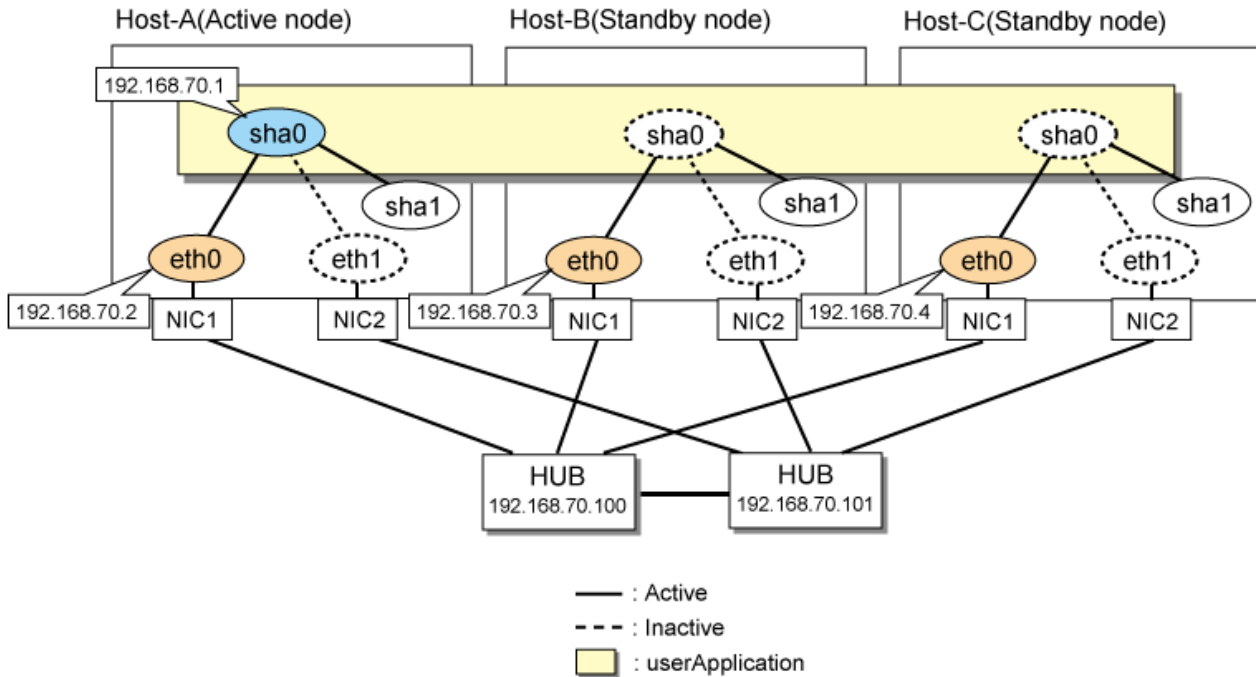 Host-A(Active node)
Host-B(Standby node)
Host-C(Standby node)
192.168.70.1
sha0
sha0
sha0
sha1
sha1
sha1
eth0
eth1
eth0
eth1
eth0
eth1
192.168.70.2
NIC1
NIC2
192.168.70.3
NIC1
NIC2
192.168.70.4
NIC1
NIC2
HUB
192.168.70.100
HUB
192.168.70.101
: Active
: Inactive
: userApplication